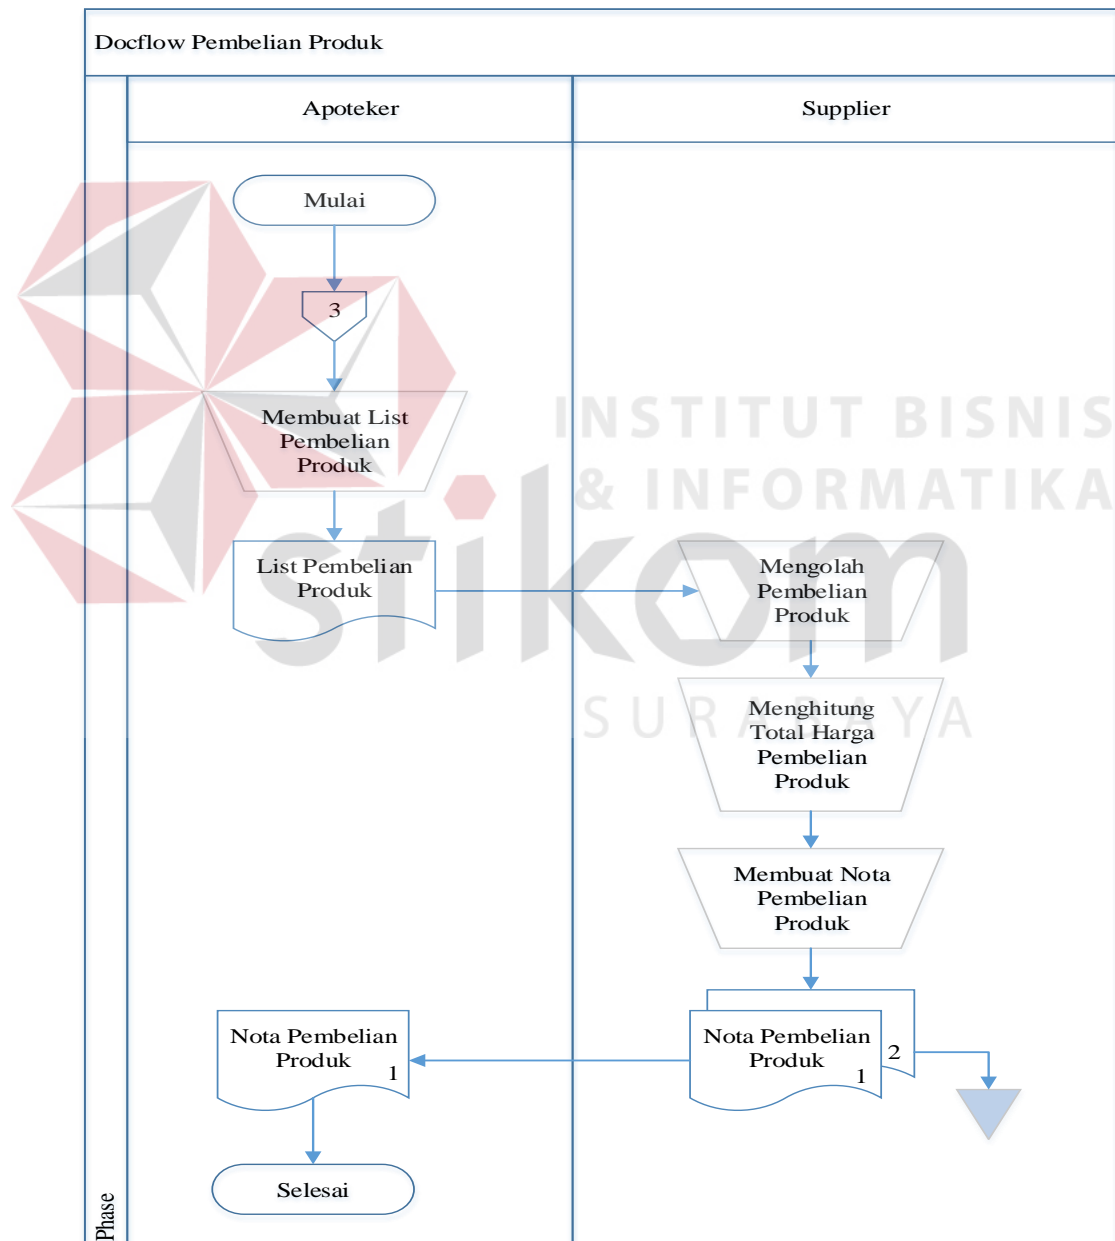 Docflow Pembelian Produk
Apoteker
Supplier
Mulai
3
Membuat List
Pembelian
Produk
INSTITUT BISNIS
& INFORMATIKA
stikom
SURABAYA
List Pembelian
Produk
Mengolah
Pembelian
Produk
Menghitung
Total Harga
Pembelian
Produk
Membuat Nota
Pembelian
Produk
Nota Pembelian
Produk
1
2
Nota Pembelian
Produk
1
Selesai
Phase